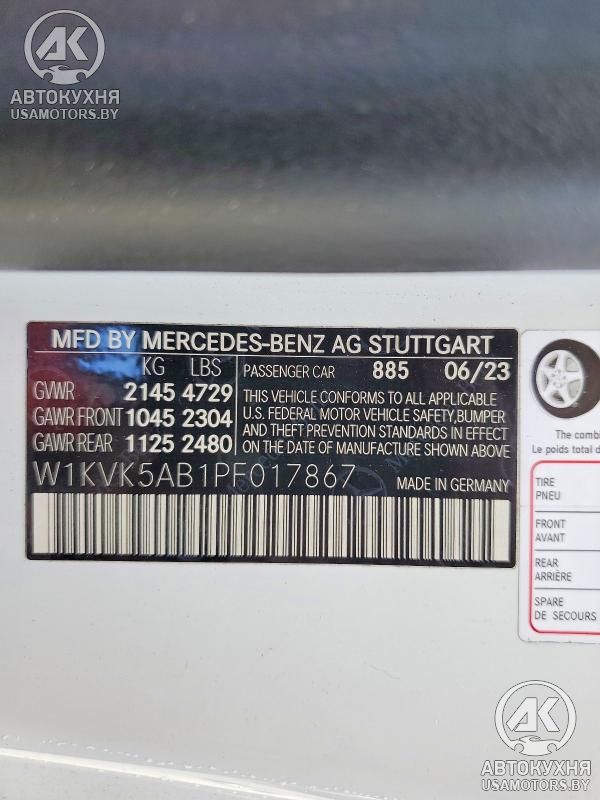 AK
АВТОКУХНЯ
USAMOTORS.BY
MFD BY MERCEDES-BENZ AG STUTTGART
KG LBS
GVWR 2145 4729
GAWR FRONT 1045 2304
GAWR REAR 1125 2480
PASSENGER CAR 885 06/23
THIS VEHICLE CONFORMS TO ALL APPLICABLE
U.S. FEDERAL MOTOR VEHICLE SAFETY, BUMPER
AND THEFT PREVENTION STANDARDS IN EFFECT
ON THE DATE OF MANUFACTURE SHOWN ABOVE.
W1KVK5AB1PF017867 MADE IN GERMANY
The combi
Le poids total d
TIRE
PNEU
FRONT
AVANT
REAR
ARRIÈRE
SPARE
DE SECOURS
AK
АВТОКУХНЯ
USAMOTORS.BY